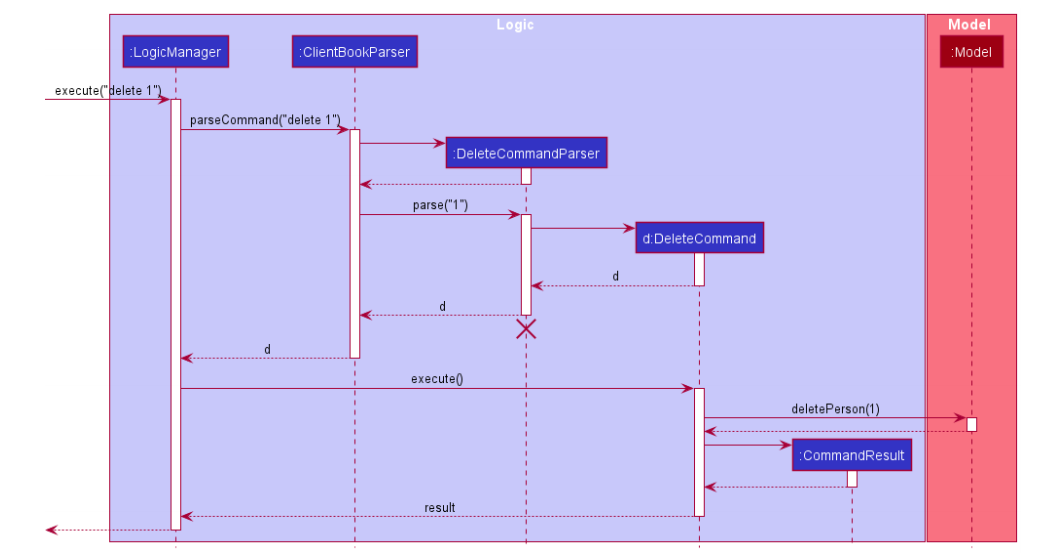 Logic
Model
:LogicManager
:ClientBookParser
:Model
execute("delete 1")
parseCommand("delete 1")
:DeleteCommandParser
parse("1")
d:DeleteCommand
d
d
d
execute()
deletePerson(1)
:CommandResult
result